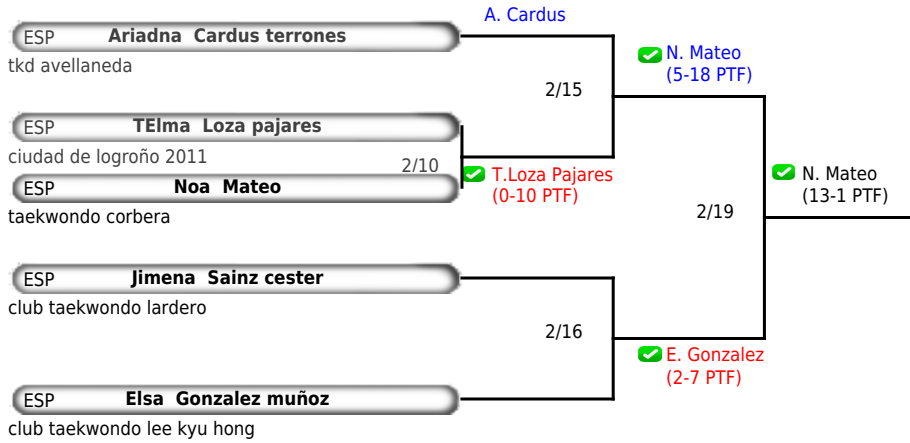 A. Cardus
ESP Ariadna Cardus terrones
tkd avellaneda
N. Mateo
(5-18 PTF)
2/15
ESP TElma Loza pajares
ciudad de logroño 2011
2/10
T.Loza Pajares
(0-10 PTF)
ESP Noa Mateo
taekwondo corbera
N. Mateo
(13-1 PTF)
2/19
ESP Jimena Sainz cester
club taekwondo lardero
2/16
E. Gonzalez
(2-7 PTF)
ESP Elsa Gonzalez muñoz
club taekwondo lee kyu hong